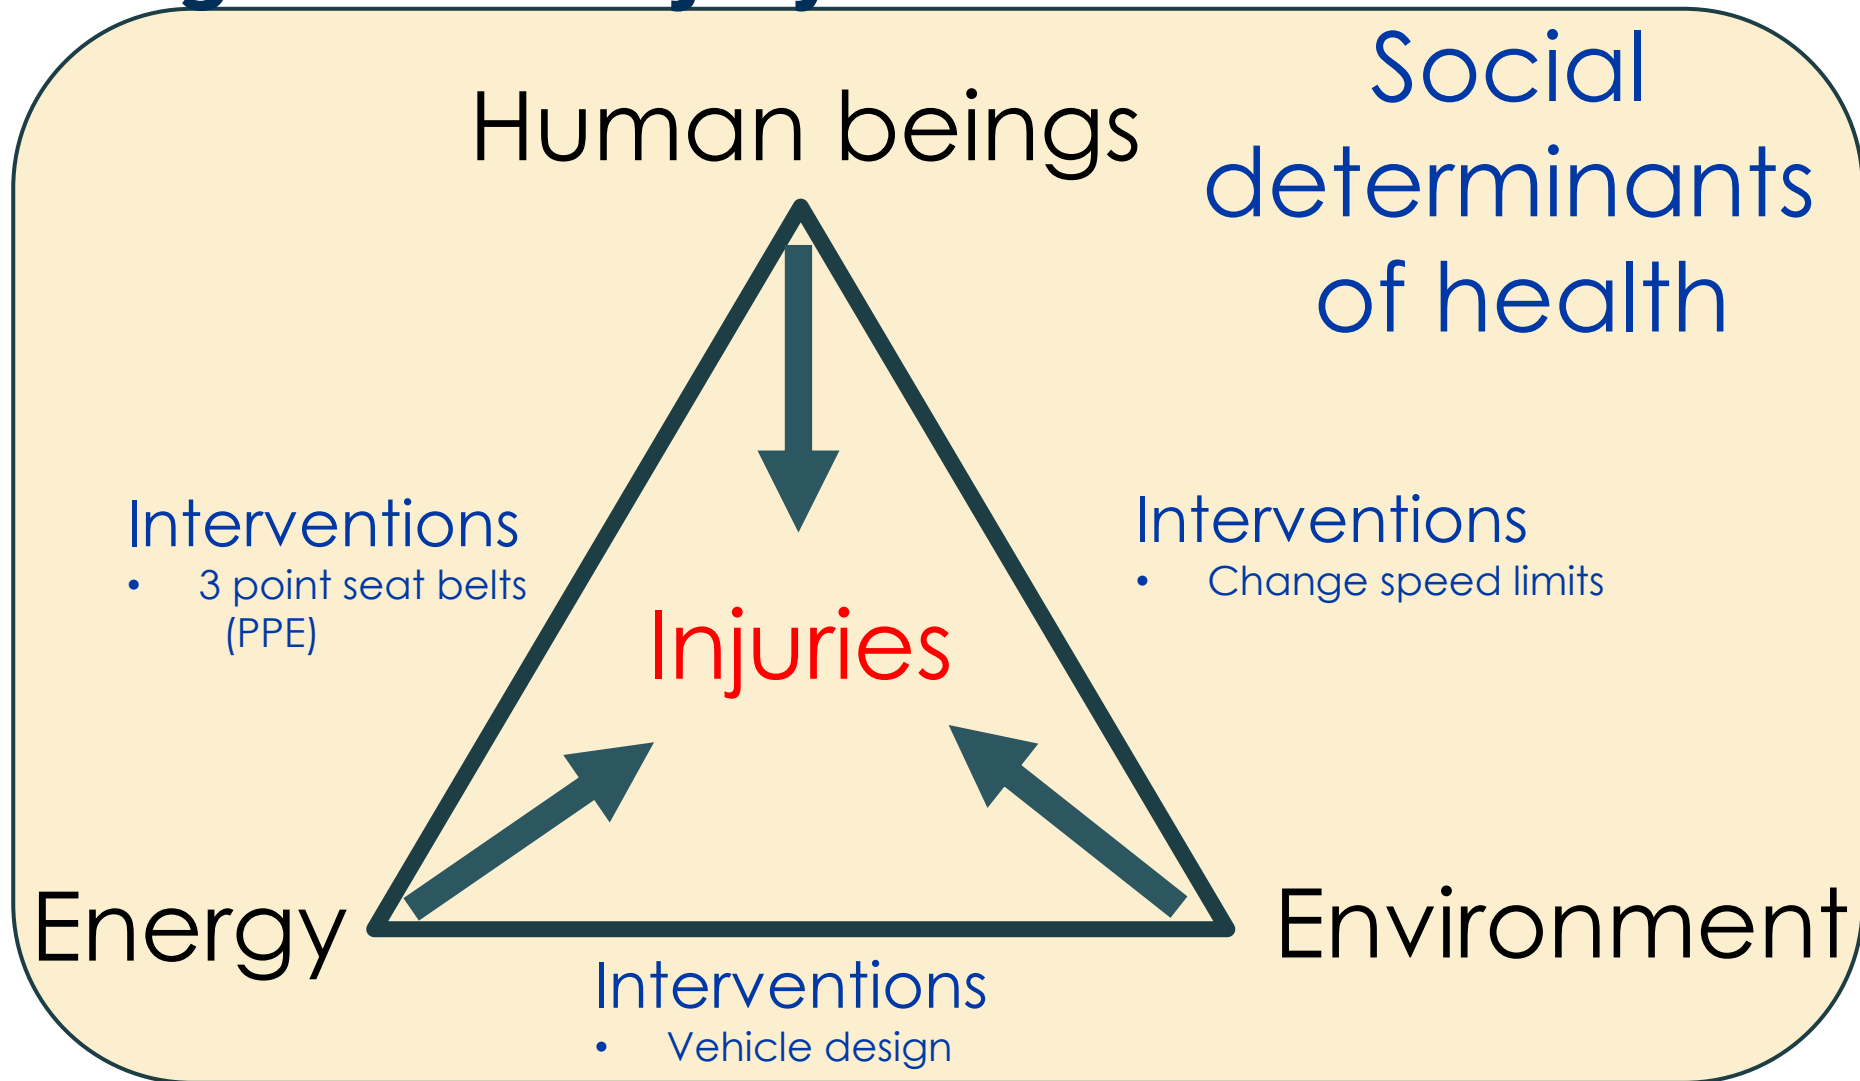 Social
determinants
of health
Human beings
Interventions
• 3 point seat belts
(PPE)
Interventions
• Change speed limits
Injuries
Energy
Environment
Interventions
• Vehicle design